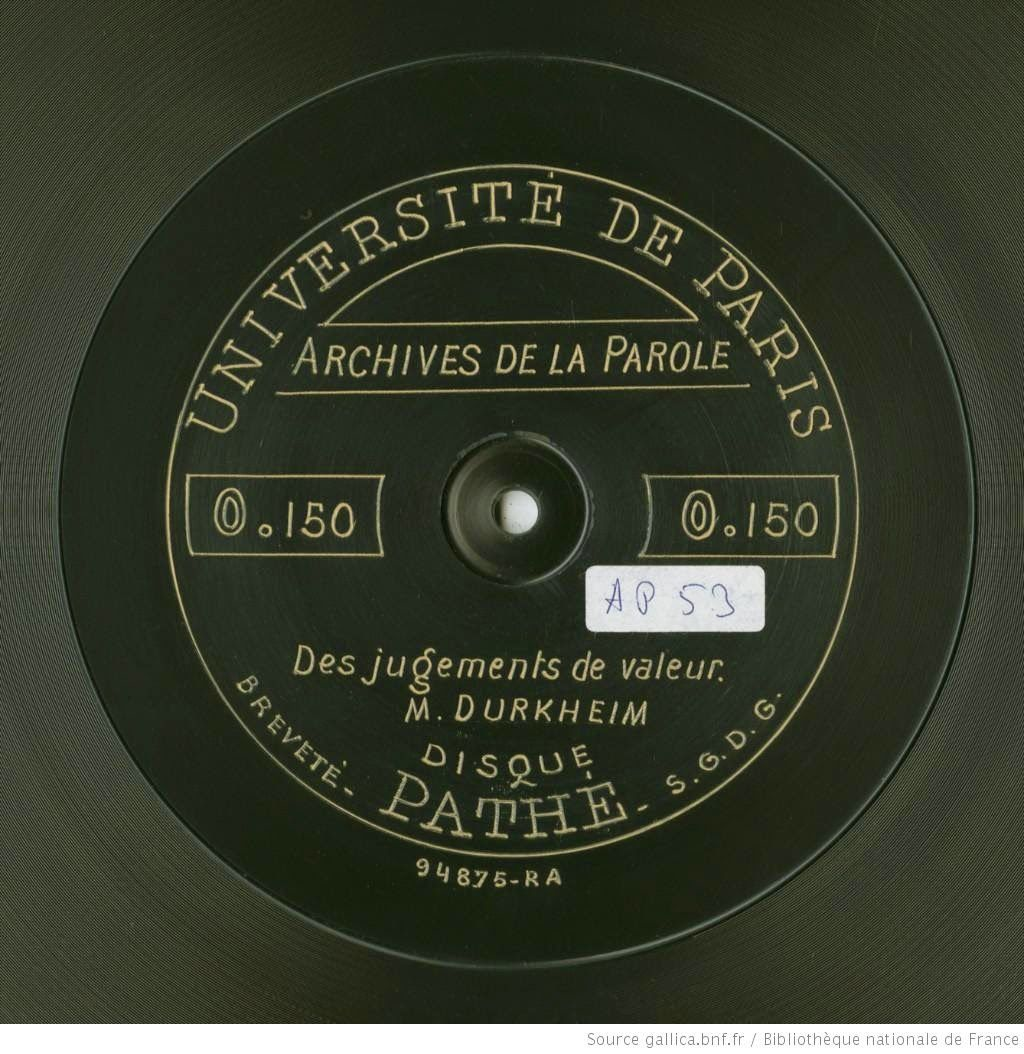 UNIVERSITÉ DE PARIS
ARCHIVES DE LA PAROLE
0.150
0.150
AP 53
Des jugements de valeur.
M. DURKHEIM
DISQUE
PATHÉ
BREVETÉ - S.G.D.G.
94875-RA
Source gallica.bnf.fr / Bibliothèque nationale de France